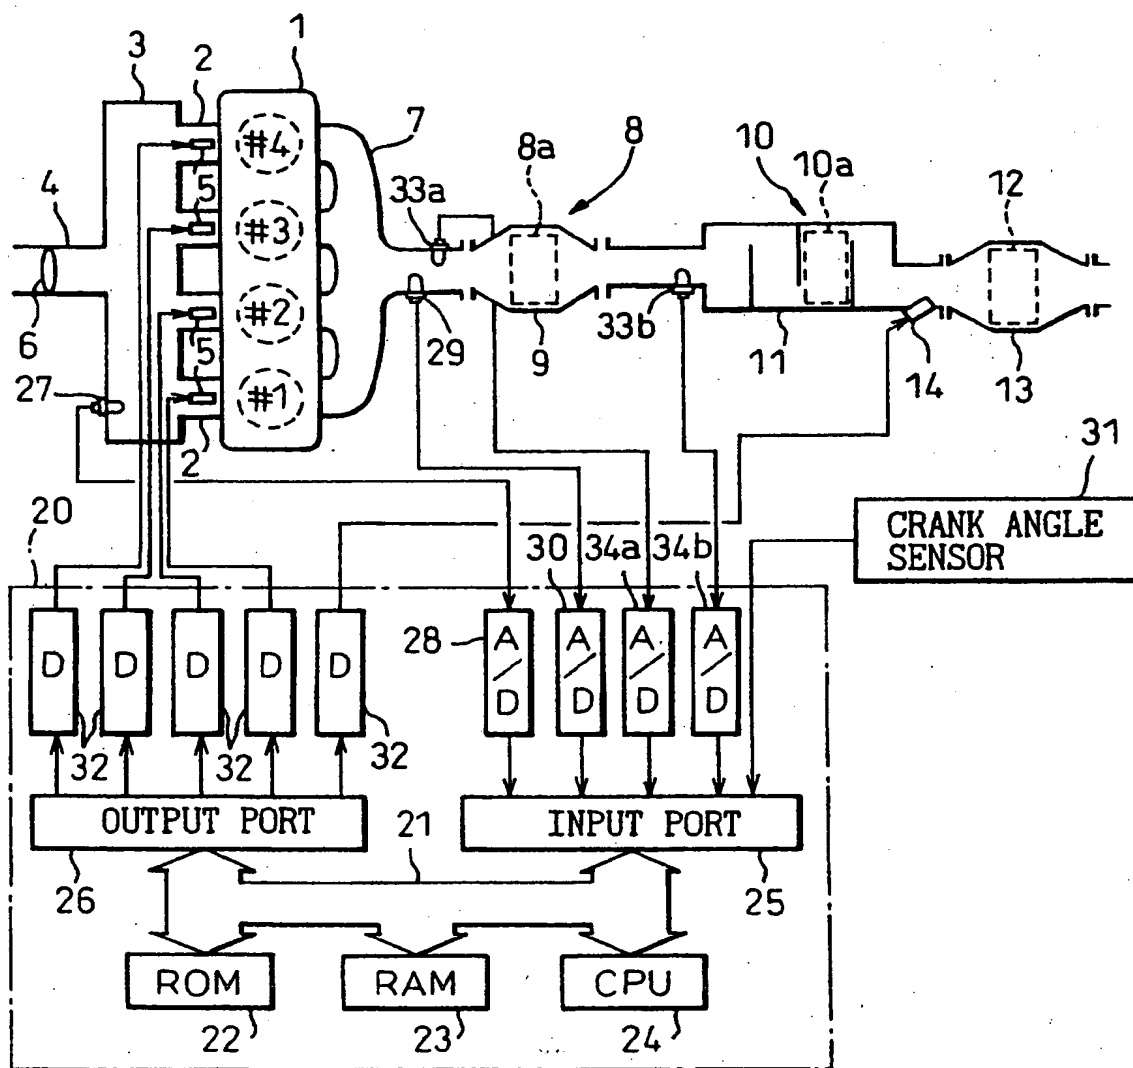 1
3
2
7
8
10
12
#4
8a
10a
4
33a
5
#3
6
#2
29
9
33b
11
14
13
5
27
#1
2
31
CRANK ANGLE
SENSOR
20
30
34a
34b
28
D
D
D
D
D
A/D
A/D
A/D
A/D
32
32
32
OUTPUT PORT
INPUT PORT
21
26
25
ROM
RAM
CPU
22
23
24